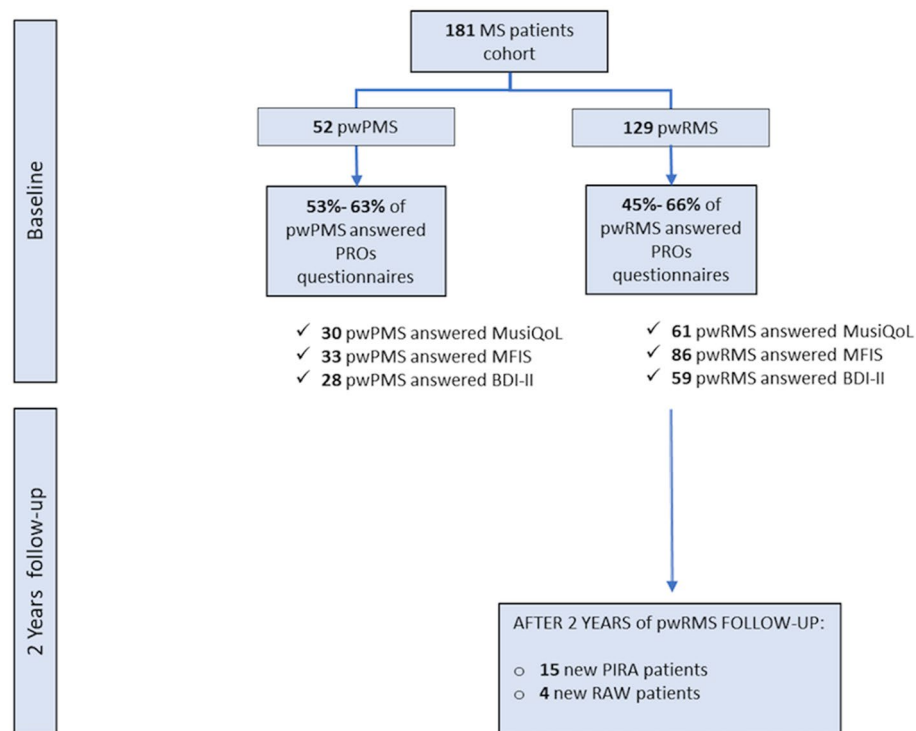 181 MS patients
cohort
52 pwPMS
129 pwRMS
Baseline
53%- 63% of
pwPMS answered
PROs
questionnaires
45%- 66% of
pwRMS answered
PROs
questionnaires
✓ 30 pwPMS answered MusiQoL
✓ 33 pwPMS answered MFIS
✓ 28 pwPMS answered BDI-II
✓ 61 pwRMS answered MusiQoL
✓ 86 pwRMS answered MFIS
✓ 59 pwRMS answered BDI-II
2 Years follow-up
AFTER 2 YEARS of pwRMS FOLLOW-UP:
o 15 new PIRA patients
o 4 new RAW patients